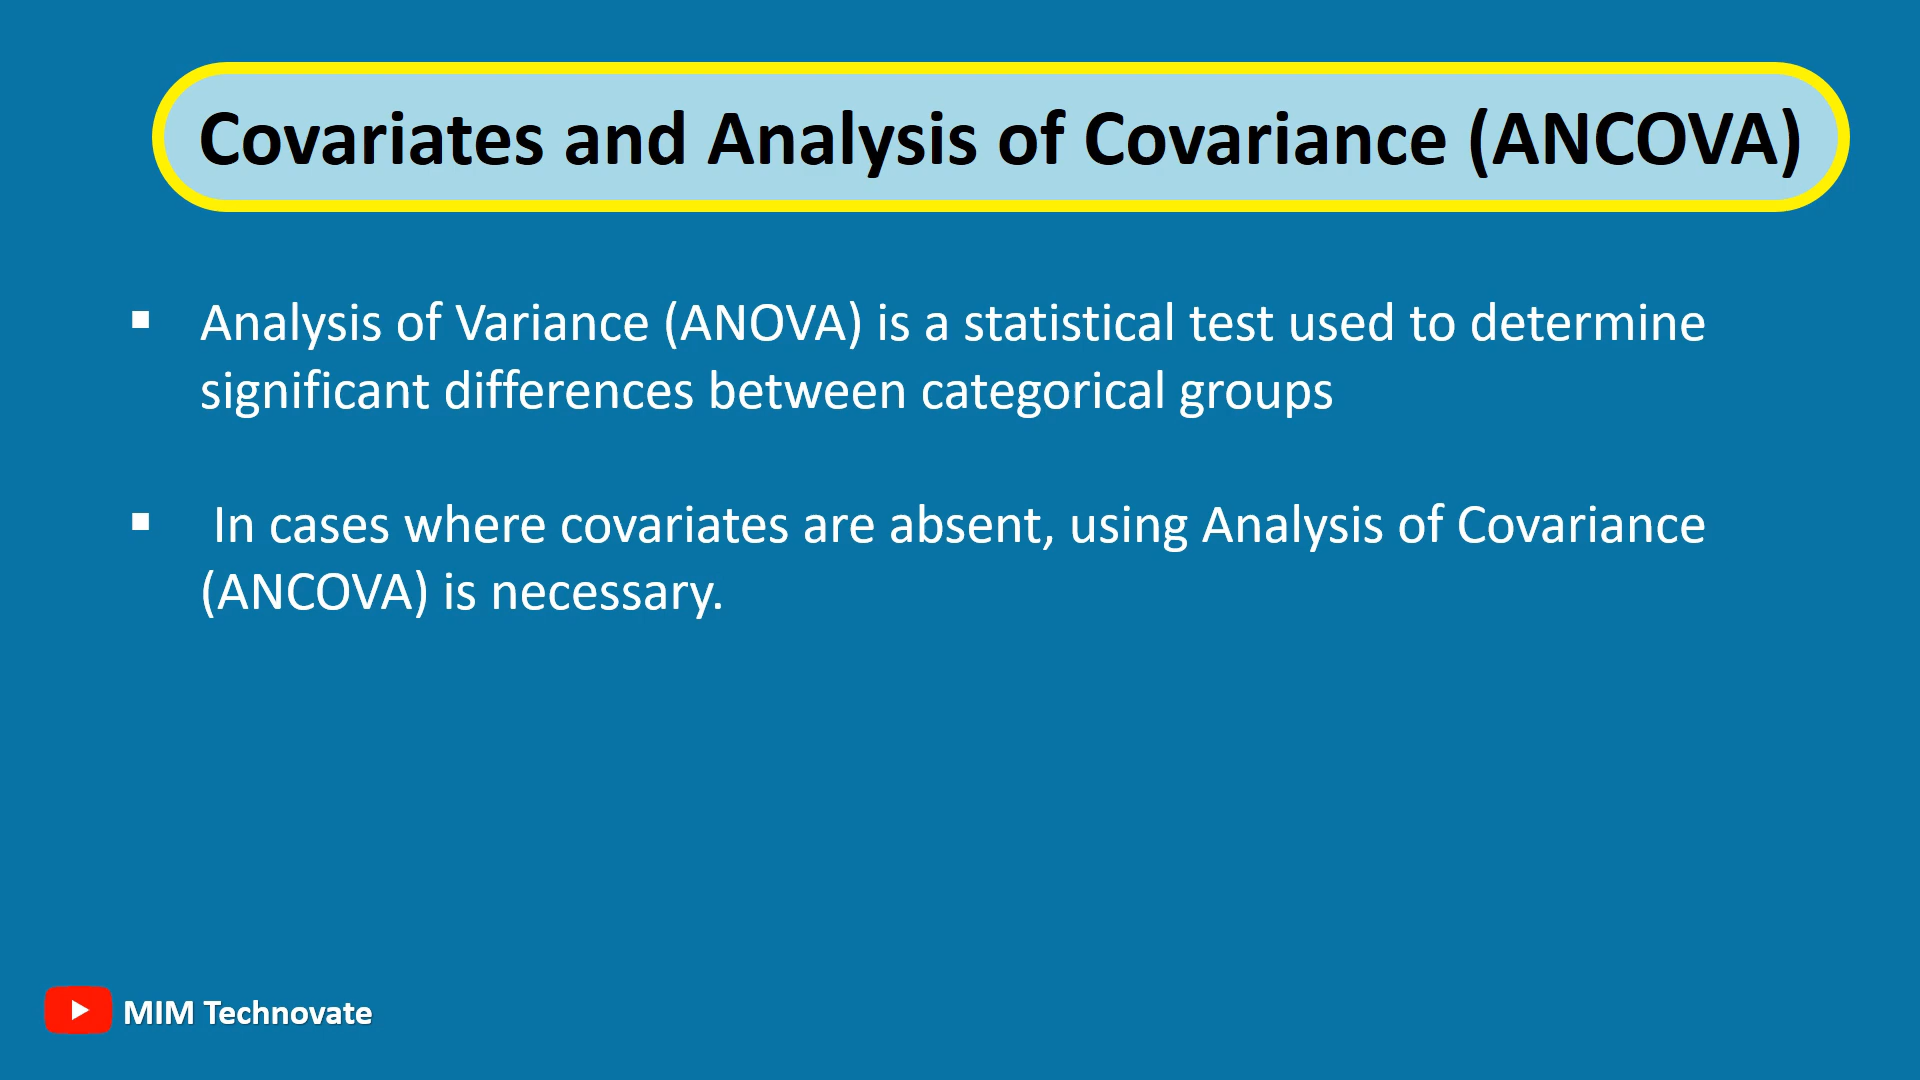 Covariates and Analysis of Covariance (ANCOVA)
▪ Analysis of Variance (ANOVA) is a statistical test used to determine
significant differences between categorical groups
▪ In cases where covariates are absent, using Analysis of Covariance
(ANCOVA) is necessary.
MIM Technovate